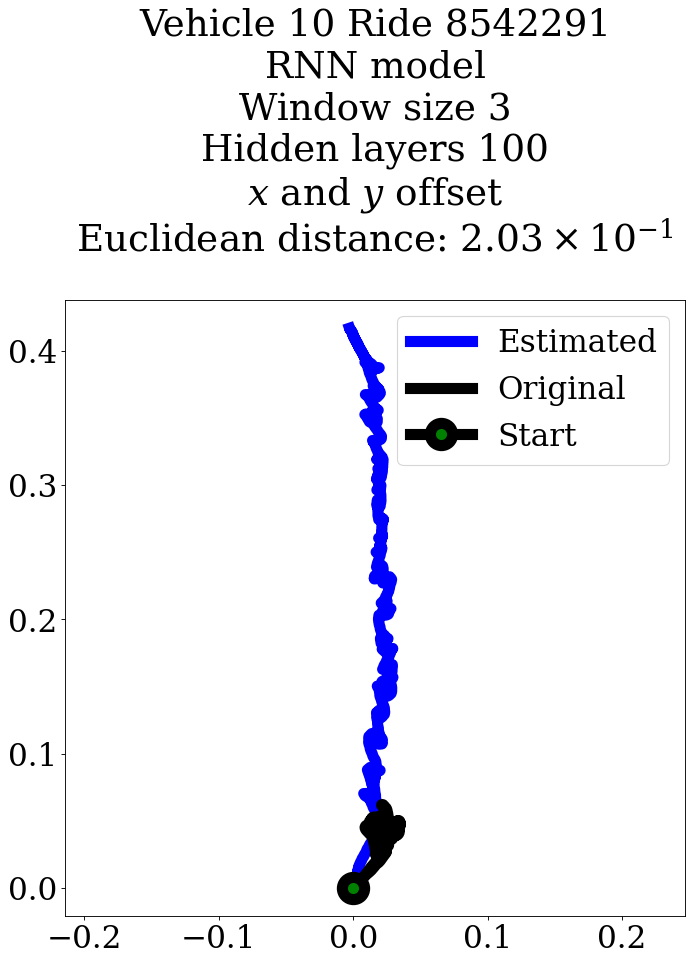 Vehicle 10 Ride 8542291
RNN model
Window size 3
Hidden layers 100
x and y offset
Euclidean distance: 2.03 × 10⁻¹
Estimated
Original
Start
0.4
0.3
0.2
0.1
0.0
−0.2 −0.1 0.0 0.1 0.2